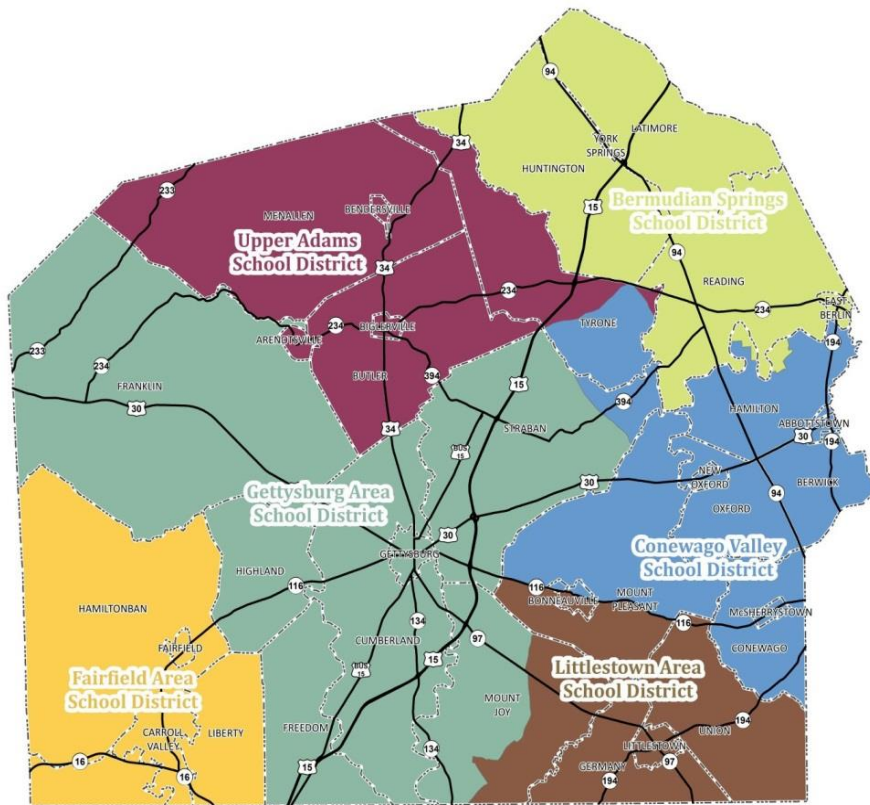 94
LATIMORE
YORK
SPRINGS
34
HUNTINGTON
233
MENALLEN
BENDERSVILLE
15
Bermudian Springs
School District
Upper Adams
School District
94
34
READING
234
234
EAST
BERLIN
TYRONE
194
ARENDTSVILLE
234
BIGLERVILLE
233
234
FRANKLIN
BUTLER
394
15
394
30
HAMILTON
ABBOTTSTOWN
34
STRABAN
30
194
BUS
15
NEW
OXFORD
BERWICK
30
94
Gettysburg Area
School District
OXFORD
30
GETTYSBURG
Conewago Valley
School District
HIGHLAND
116
116
BONNEAUVILLE
MOUNT
PLEASANT
HAMILTONBAN
McSHERRYSTOWN
134
116
CUMBERLAND
97
FAIRFIELD
CONEWAGO
BUS
15
15
Littlestown Area
School District
Fairfield Area
School District
MOUNT
JOY
FREEDOM
LIBERTY
CARROLL
VALLEY
194
UNION
134
LITTLESTOWN
16
15
97
GERMANY
16
194